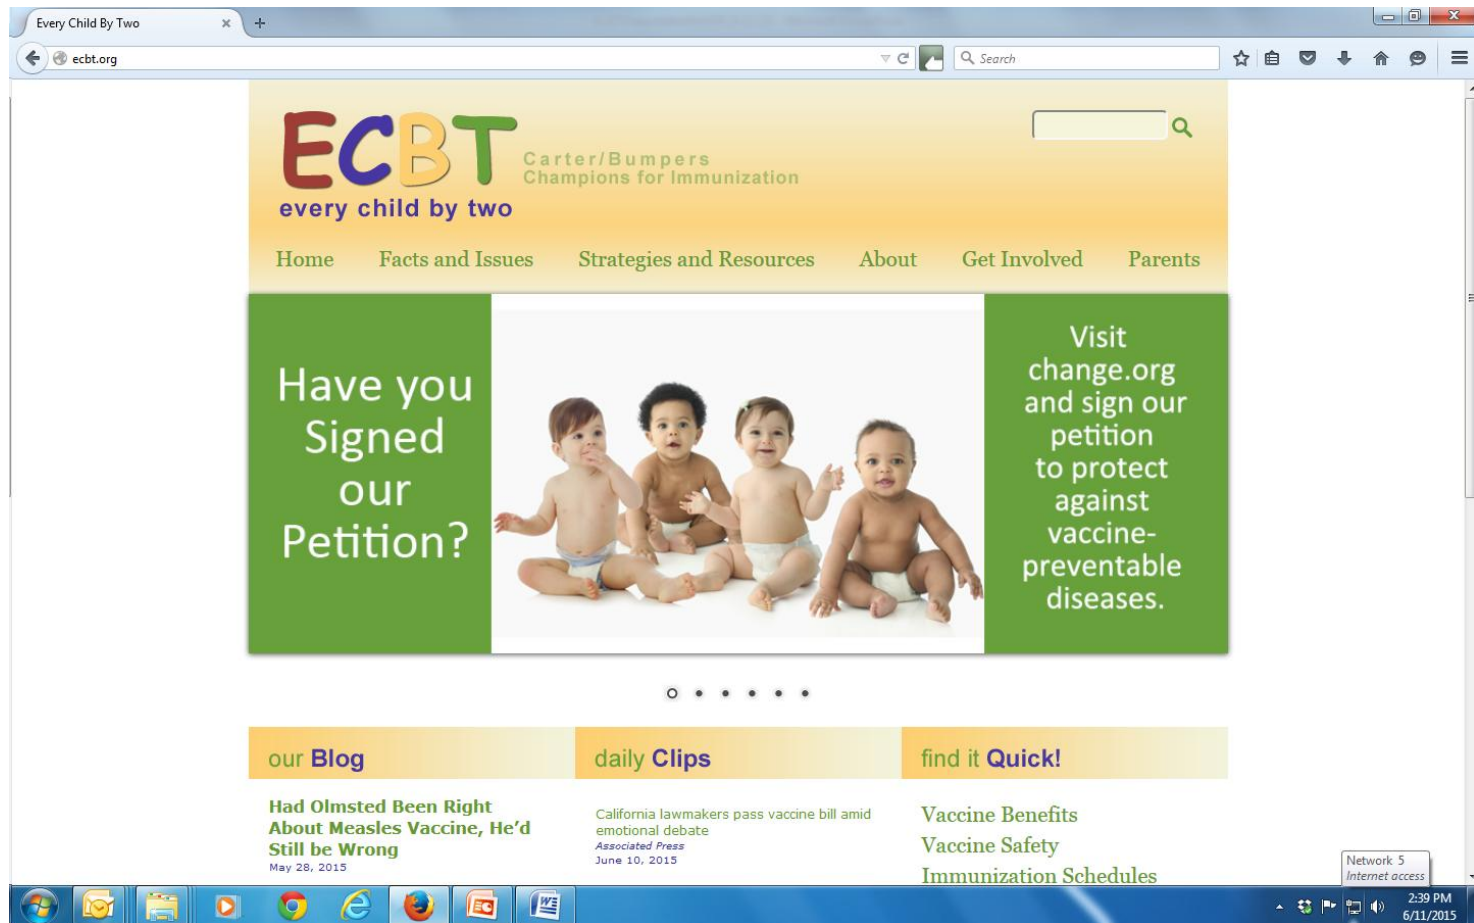 Every Child By Two
ecbt.org
Search
ECBT
Carter/Bumpers
Champions for Immunization
every child by two
Home Facts and Issues Strategies and Resources About Get Involved Parents
Have you
Signed
our
Petition?
Visit
change.org
and sign our
petition
to protect
against
vaccine-
preventable
diseases.
our Blog
Had Olmsted Been Right
About Measles Vaccine, He'd
Still be Wrong
May 28, 2015
daily Clips
California lawmakers pass vaccine bill amid
emotional debate
Associated Press
June 10, 2015
find it Quick!
Vaccine Benefits
Vaccine Safety
Immunization Schedules
Network 5
Internet access
2:39 PM
6/11/2015